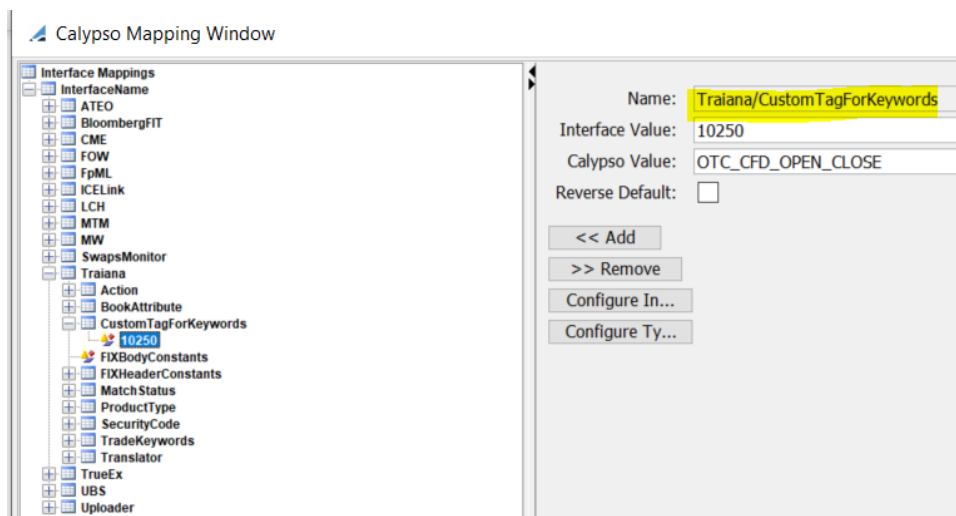 Calypso Mapping Window
Interface Mappings
InterfaceName
ATEO
BloombergFIT
CME
FOW
FpML
ICELink
LCH
MTM
MW
SwapsMonitor
Traiana
Action
BookAttribute
CustomTagForKeywords
10250
FIXBodyConstants
FIXHeaderConstants
MatchStatus
ProductType
SecurityCode
TradeKeywords
Translator
TrueEx
UBS
Uploader
Name: Traiana/CustomTagForKeywords
Interface Value: 10250
Calypso Value: OTC_CFD_OPEN_CLOSE
Reverse Default:
<< Add
>> Remove
Configure In...
Configure Ty...